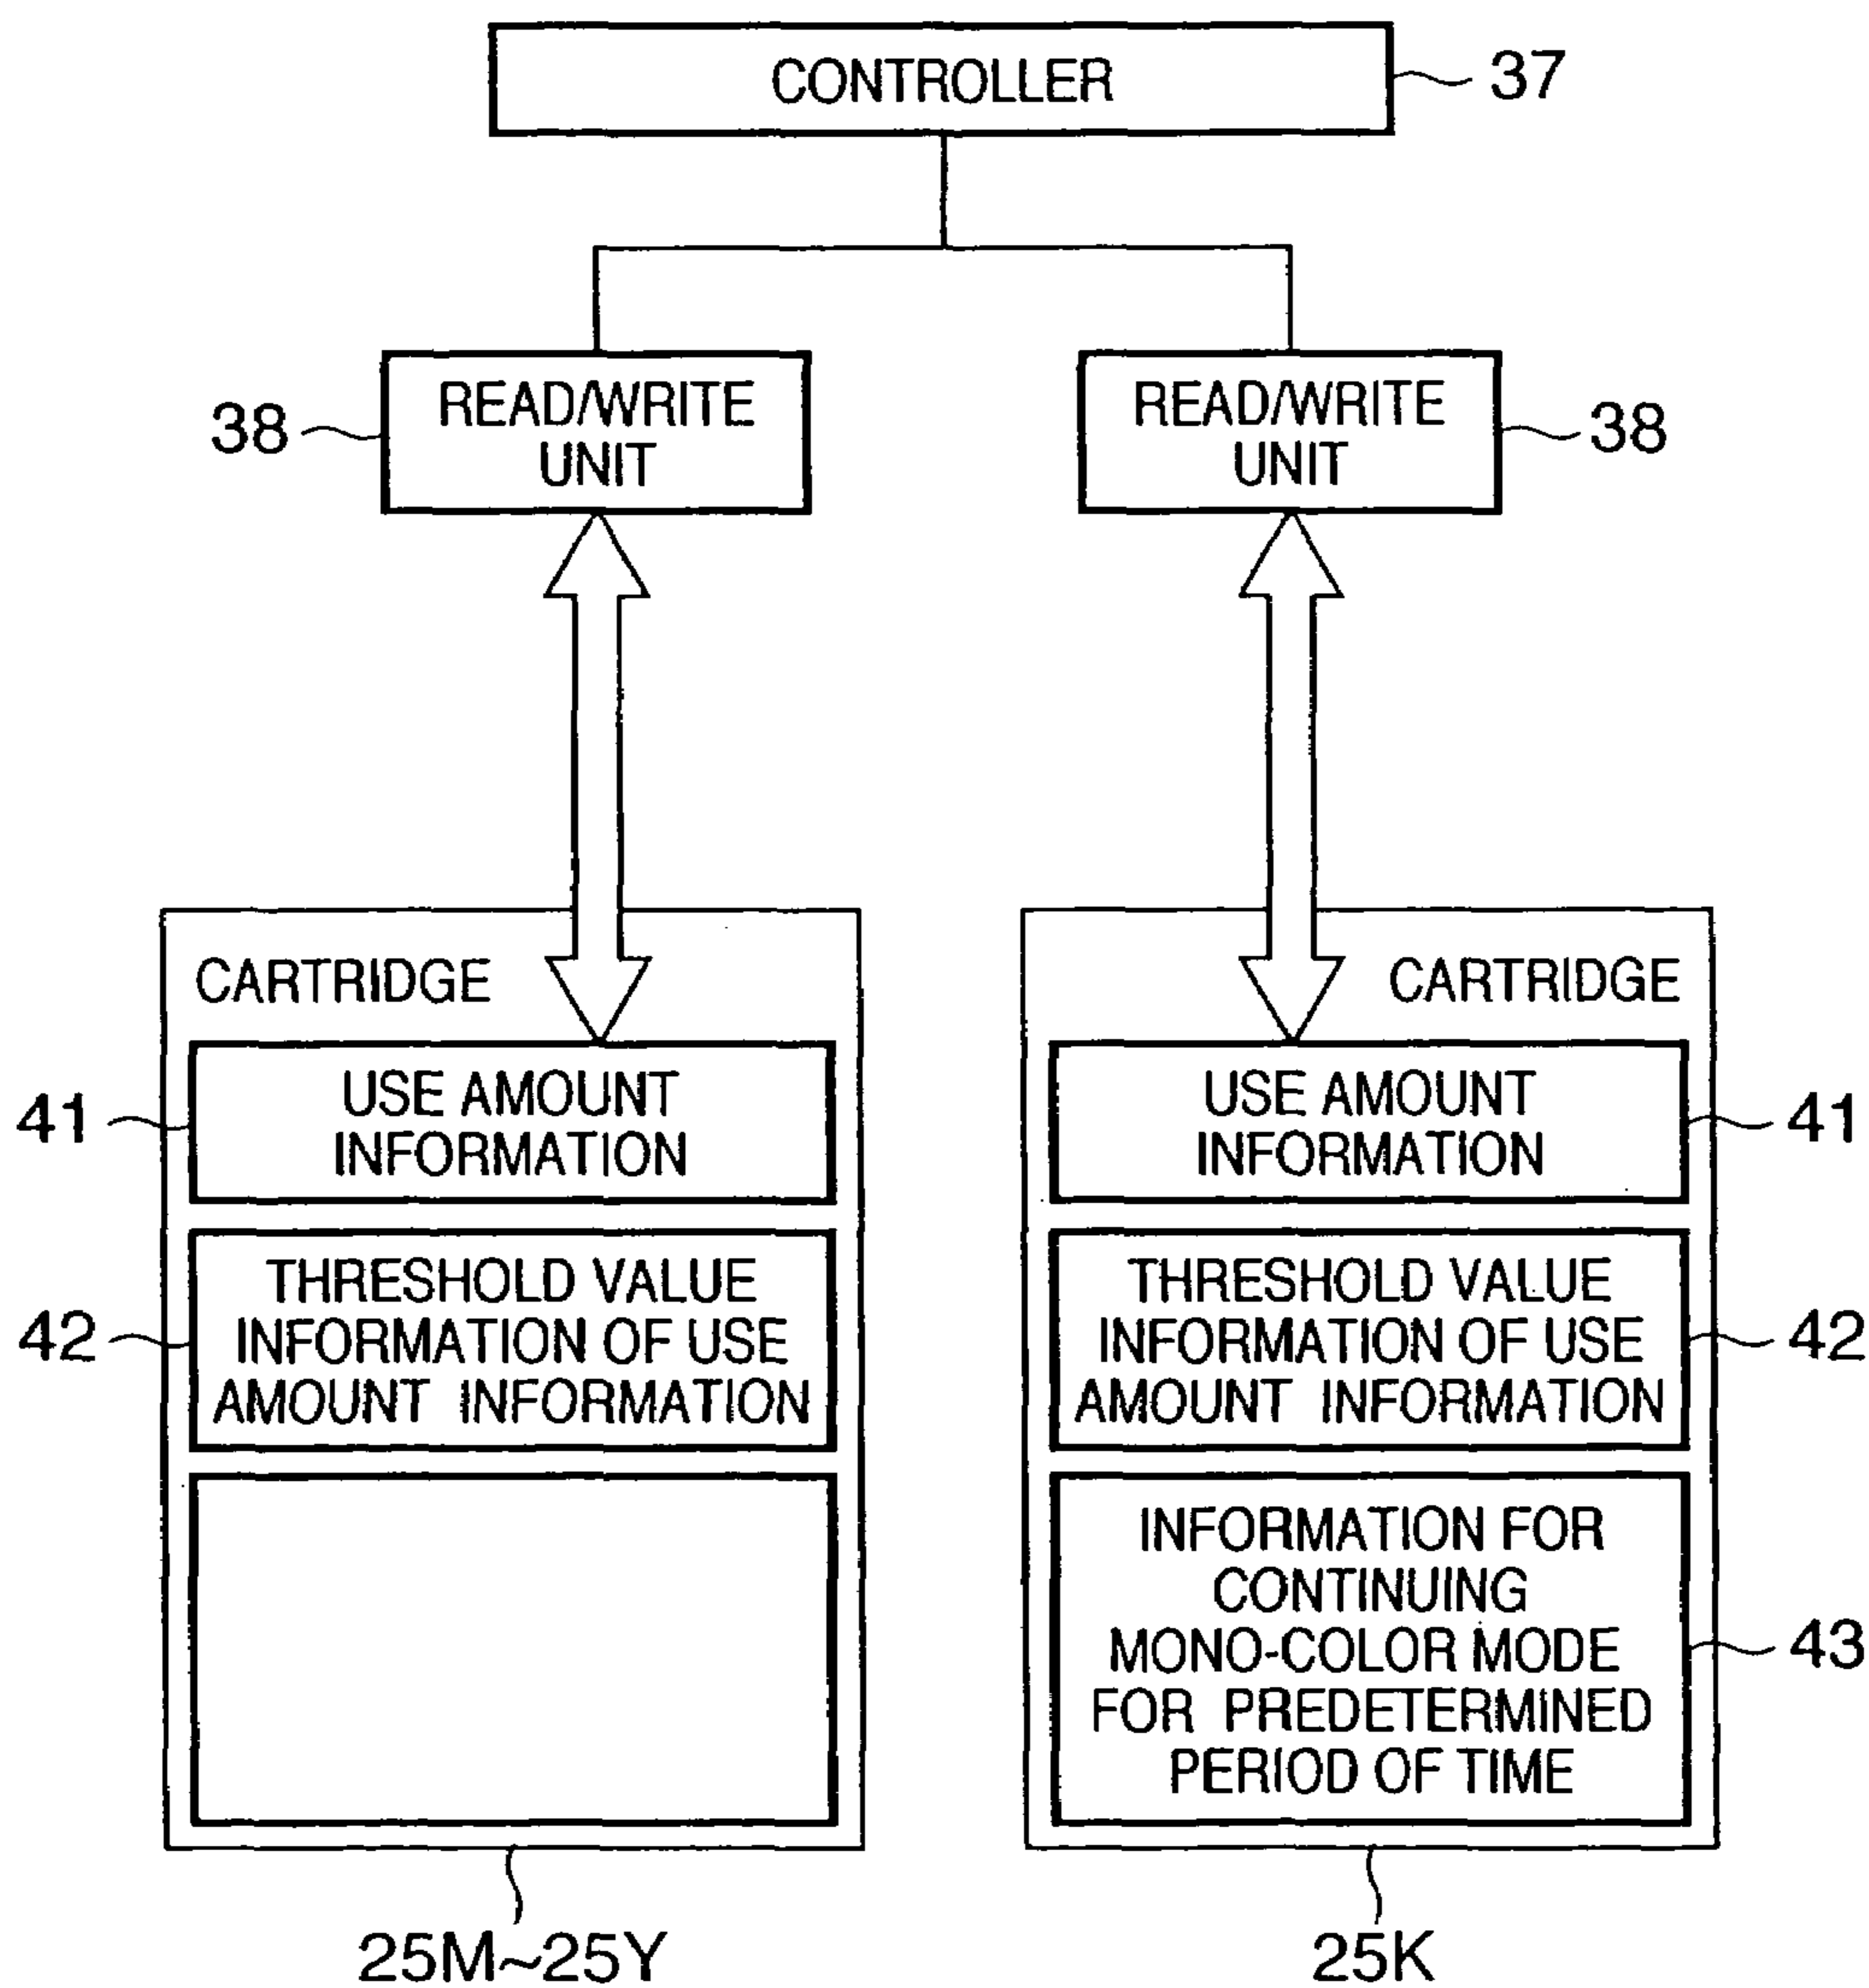 CONTROLLER
37
38
READ/WRITE
UNIT
READ/WRITE
UNIT
38
CARTRIDGE
41
USE AMOUNT
INFORMATION
42
THRESHOLD VALUE
INFORMATION OF USE
AMOUNT INFORMATION
25M~25Y
CARTRIDGE
USE AMOUNT
INFORMATION
41
THRESHOLD VALUE
INFORMATION OF USE
AMOUNT INFORMATION
42
INFORMATION FOR
CONTINUING
MONO-COLOR MODE
FOR PREDETERMINED
PERIOD OF TIME
43
25K